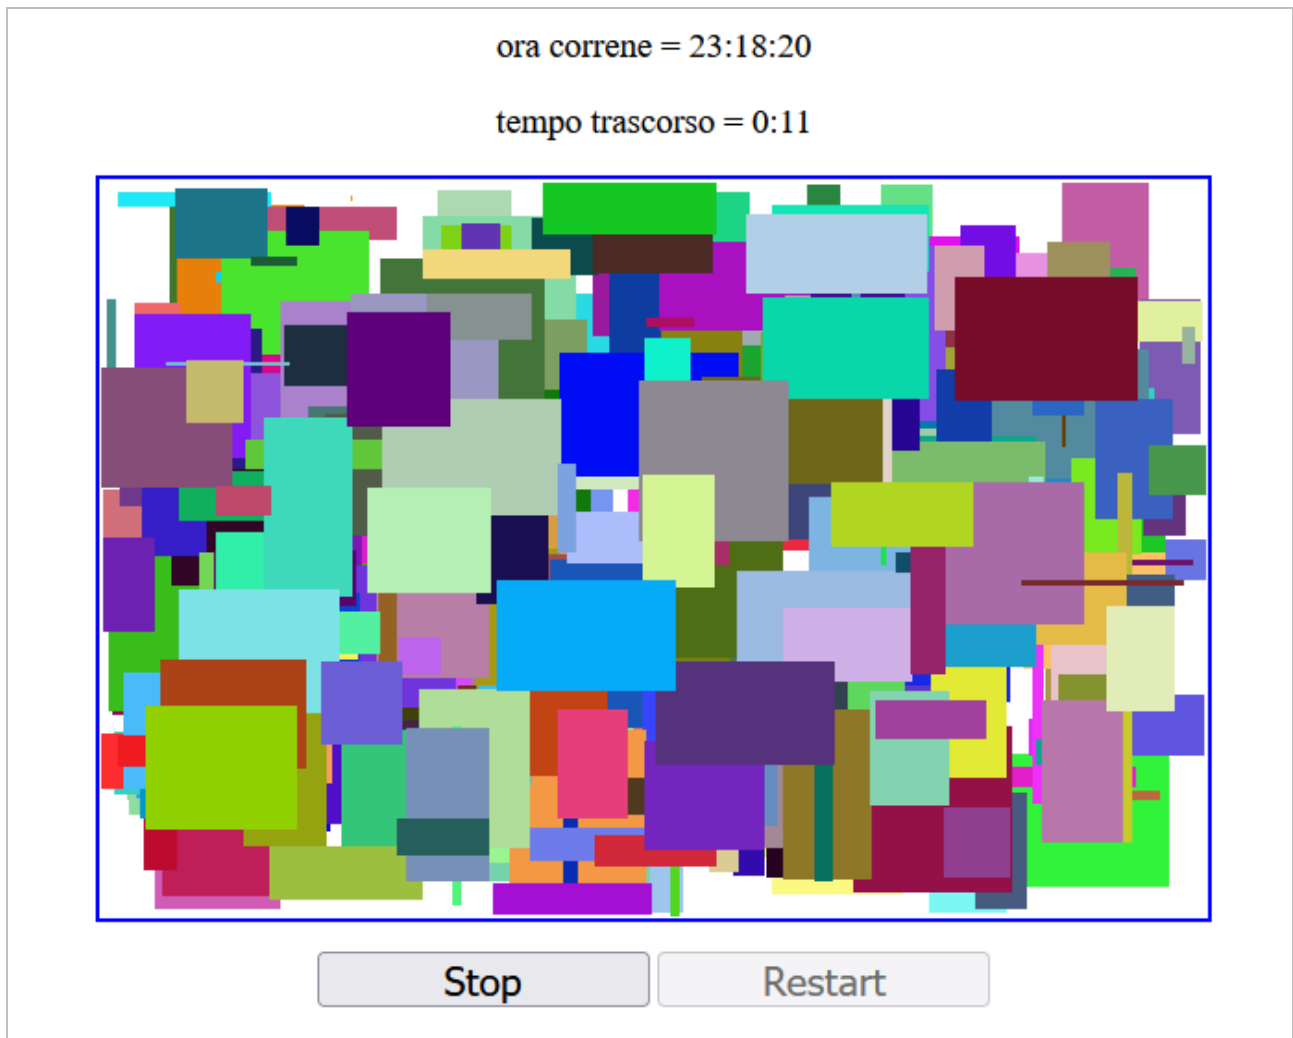 ora correne = 23:18:20
tempo trascorso = 0:11
Stop
Restart